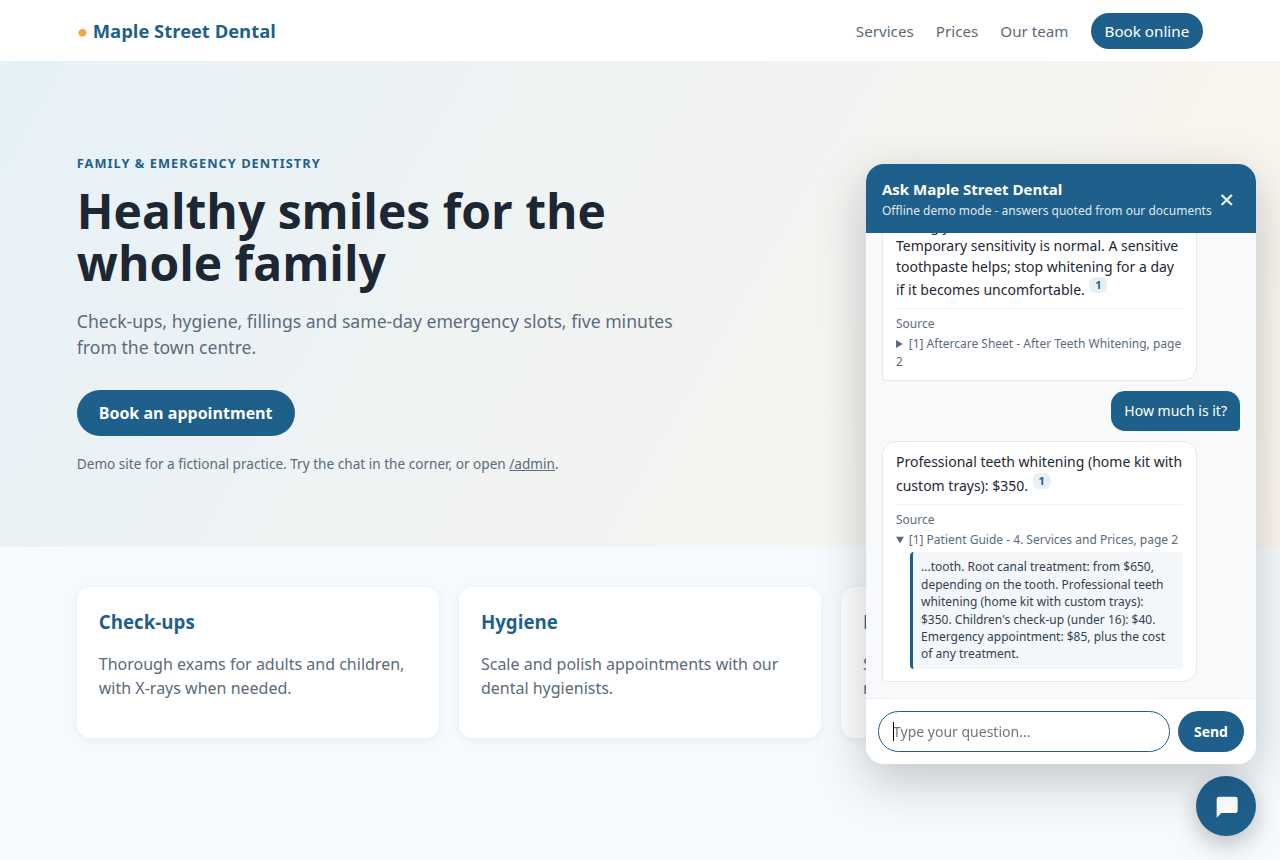 Maple Street Dental
Services
Prices
Our team
Book online
FAMILY & EMERGENCY DENTISTRY
Healthy smiles for the
whole family
Check-ups, hygiene, fillings and same-day emergency slots, five minutes
from the town centre.
Book an appointment
Demo site for a fictional practice. Try the chat in the corner, or open /admin.
Check-ups
Thorough exams for adults and children,
with X-rays when needed.
Hygiene
Scale and polish appointments with our
dental hygienists.
Ask Maple Street Dental
Offline demo mode - answers quoted from our documents
Temporary sensitivity is normal. A sensitive
toothpaste helps; stop whitening for a day
if it becomes uncomfortable. 1
Source
[1] Aftercare Sheet - After Teeth Whitening, page
2
How much is it?
Professional teeth whitening (home kit with
custom trays): $350. 1
Source
[1] Patient Guide - 4. Services and Prices, page 2
...tooth. Root canal treatment: from $650,
depending on the tooth. Professional teeth
whitening (home kit with custom trays):
$350. Children's check-up (under 16): $40.
Emergency appointment: $85, plus the cost
of any treatment.
Type your question...
Send